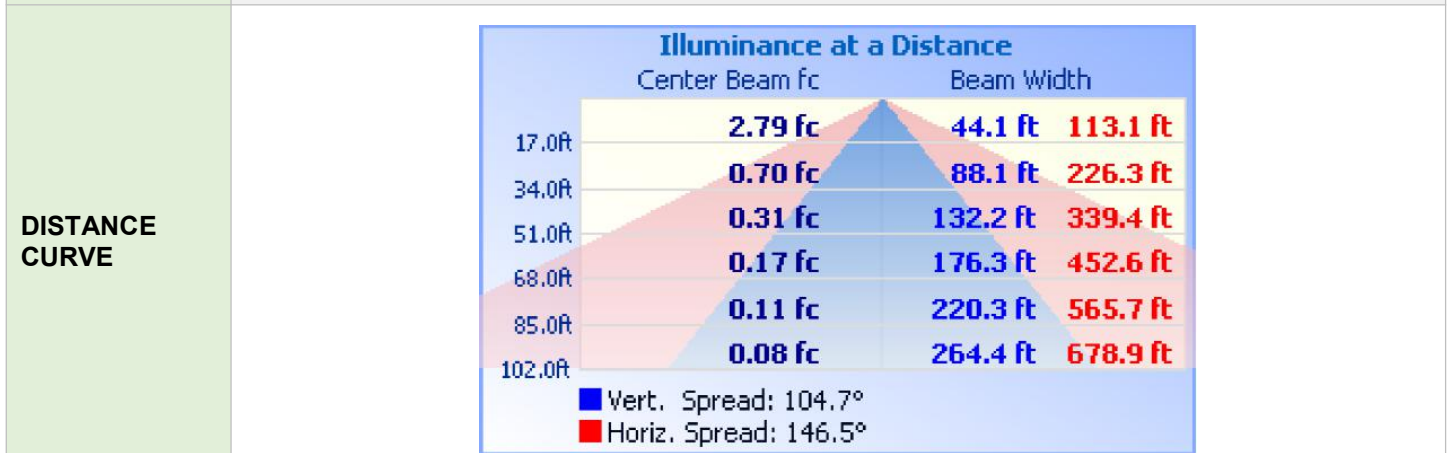 DISTANCE
CURVE
Illuminance at a Distance
Center Beam fc Beam Width
17.0ft 2.79 fc 44.1 ft 113.1 ft
34.0ft 0.70 fc 88.1 ft 226.3 ft
51.0ft 0.31 fc 132.2 ft 339.4 ft
68.0ft 0.17 fc 176.3 ft 452.6 ft
85.0ft 0.11 fc 220.3 ft 565.7 ft
102.0ft 0.08 fc 264.4 ft 678.9 ft
Vert. Spread: 104.7º
Horiz. Spread: 146.5º